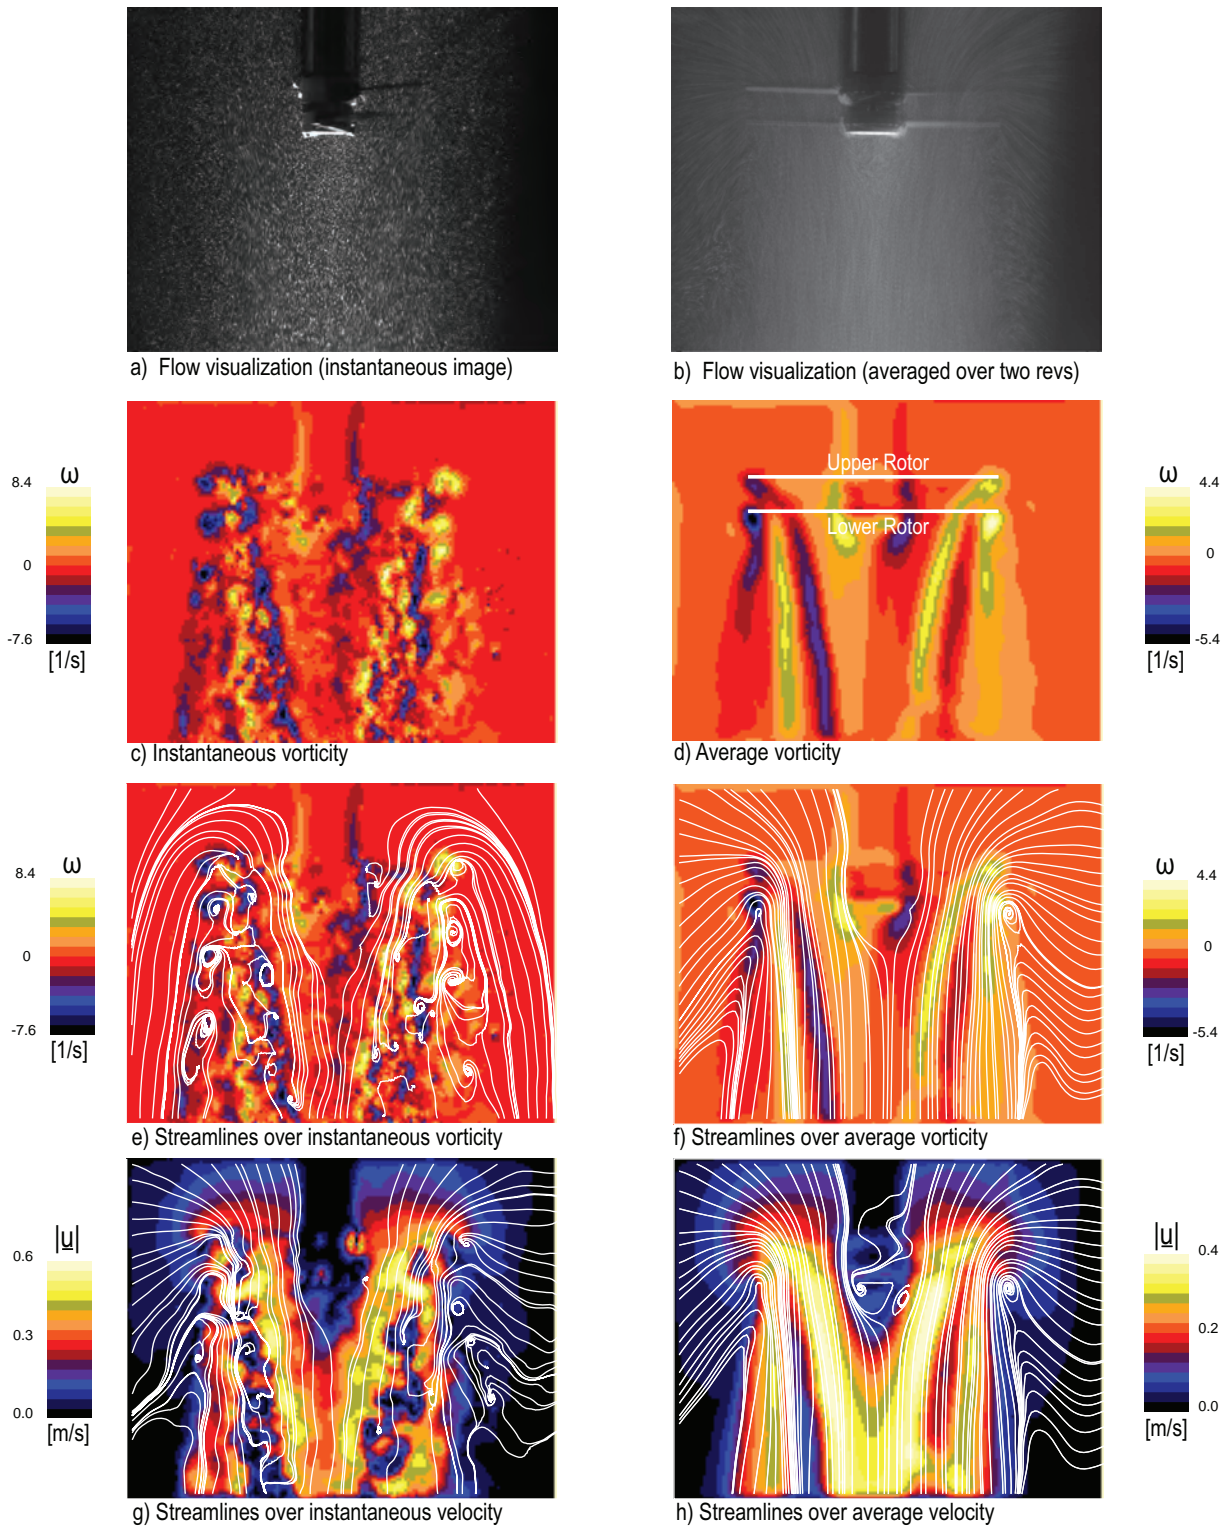 a) Flow visualization (instantaneous image)
b) Flow visualization (averaged over two revs)
ω
8.4
0
-7.6
[1/s]
Upper Rotor
Lower Rotor
ω
4.4
0
-5.4
[1/s]
c) Instantaneous vorticity
d) Average vorticity
ω
8.4
0
-7.6
[1/s]
ω
4.4
0
-5.4
[1/s]
e) Streamlines over instantaneous vorticity
f) Streamlines over average vorticity
|u|
0.6
0.3
0.0
[m/s]
|u|
0.4
0.2
0.0
[m/s]
g) Streamlines over instantaneous velocity
h) Streamlines over average velocity